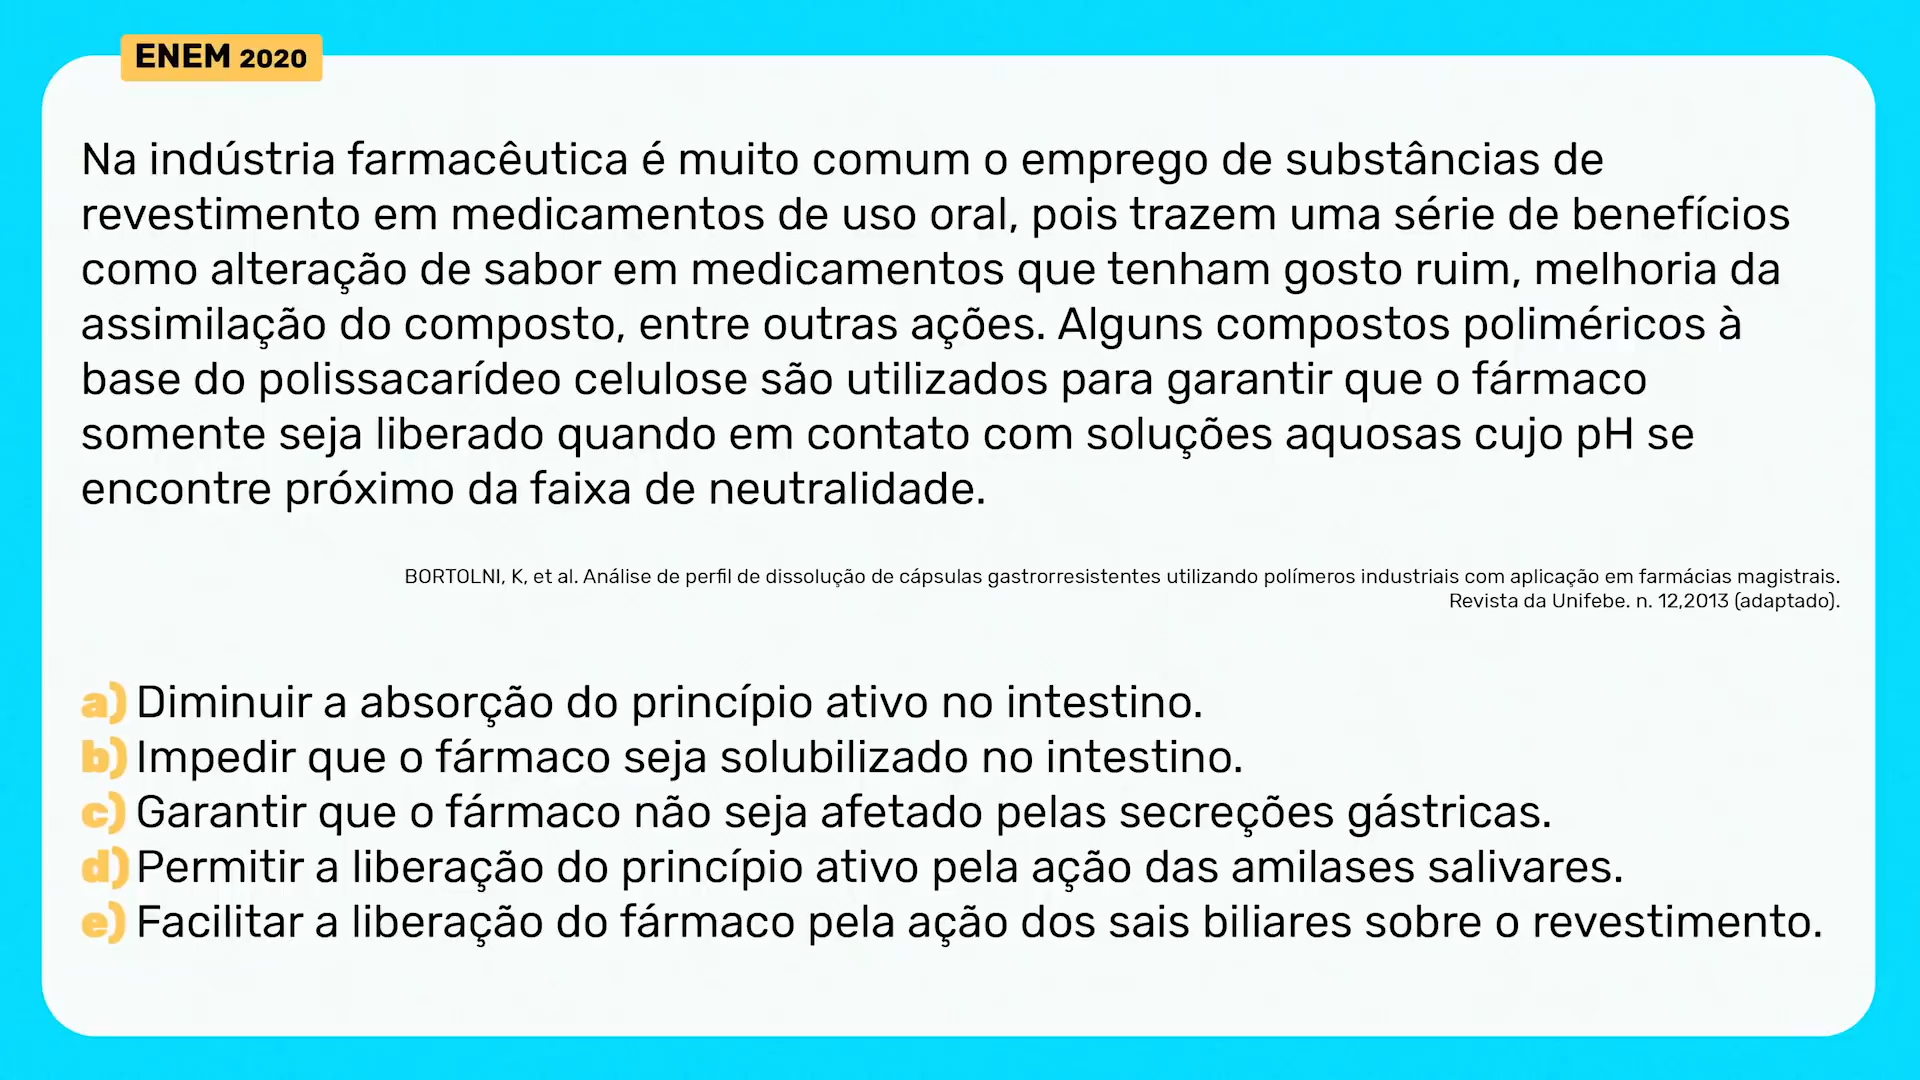 ENEM 2020
Na indústria farmacêutica é muito comum o emprego de substâncias de
revestimento em medicamentos de uso oral, pois trazem uma série de benefícios
como alteração de sabor em medicamentos que tenham gosto ruim, melhoria da
assimilação do composto, entre outras ações. Alguns compostos poliméricos à
base do polissacarídeo celulose são utilizados para garantir que o fármaco
somente seja liberado quando em contato com soluções aquosas cujo pH se
encontre próximo da faixa de neutralidade.
BORTOLNI, K, et al. Análise de perfil de dissolução de cápsulas gastrorresistentes utilizando polímeros industriais com aplicação em farmácias magistrais.
Revista da Unifebe. n. 12,2013 (adaptado).
a) Diminuir a absorção do princípio ativo no intestino.
b) Impedir que o fármaco seja solubilizado no intestino.
c) Garantir que o fármaco não seja afetado pelas secreções gástricas.
d) Permitir a liberação do princípio ativo pela ação das amilases salivares.
e) Facilitar a liberação do fármaco pela ação dos sais biliares sobre o revestimento.